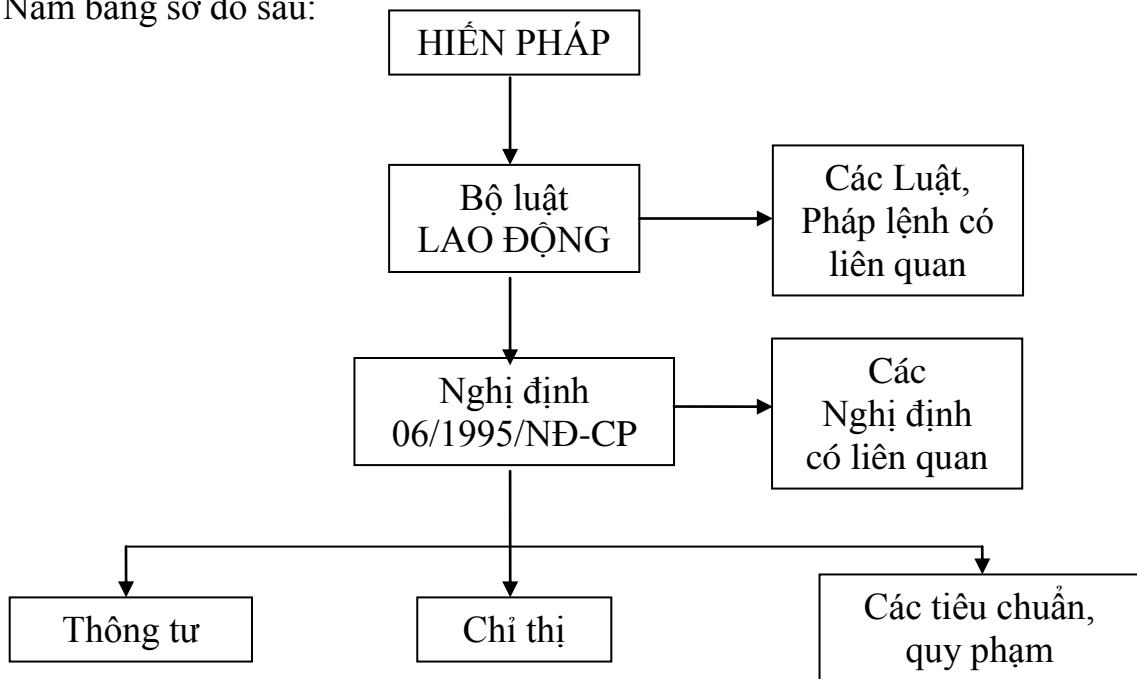 Nam bằng sơ đồ sau:
HIẾN PHÁP
Bộ luật
LAO ĐỘNG
Các Luật,
Pháp lệnh có
liên quan
Nghị định
06/1995/NĐ-CP
Các
Nghị định
có liên quan
Thông tư
Chỉ thị
Các tiêu chuẩn,
quy phạm